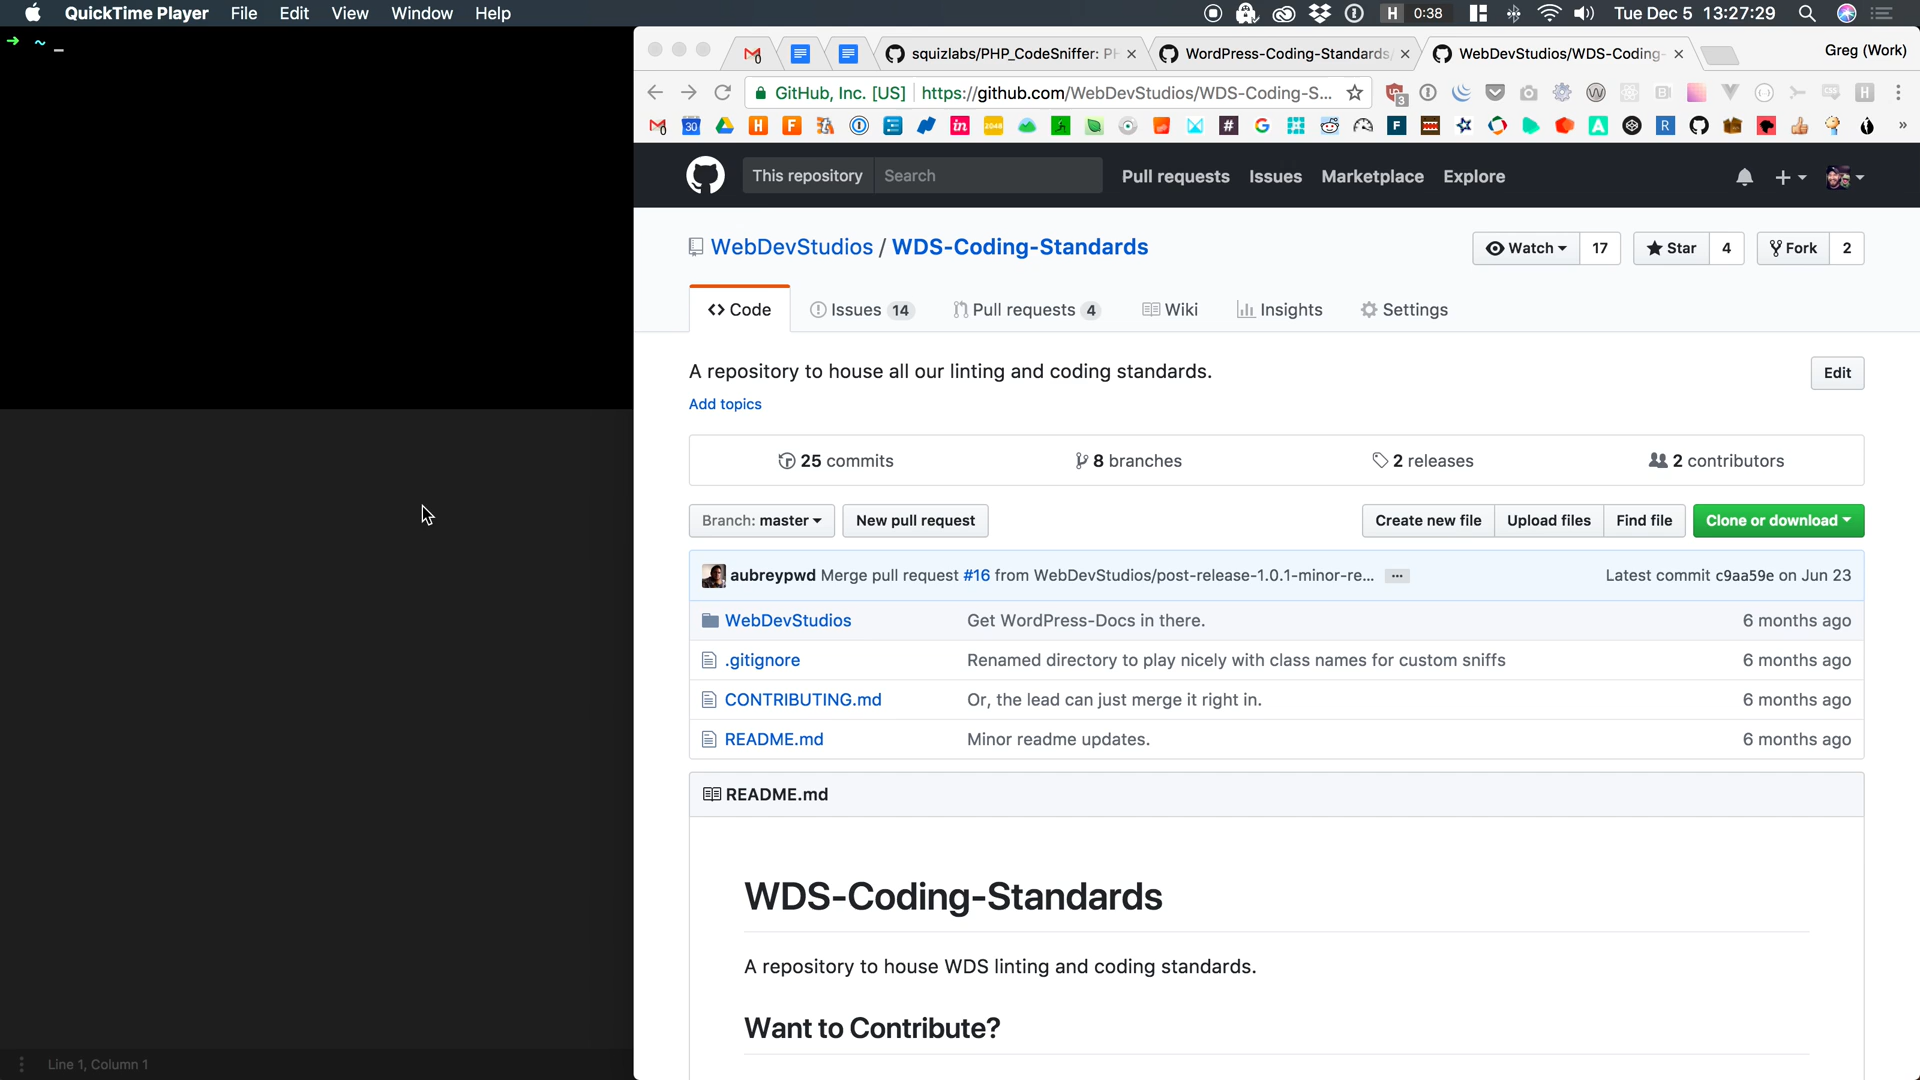 QuickTime Player File Edit View Window Help
H 0:38 Tue Dec 5 13:27:29
➜ ~ _
squizlabs/PHP_CodeSniffer: PH
WordPress-Coding-Standards/
WebDevStudios/WDS-Coding-
Greg (Work)
GitHub, Inc. [US] https://github.com/WebDevStudios/WDS-Coding-S...
This repository Search Pull requests Issues Marketplace Explore
WebDevStudios / WDS-Coding-Standards
Watch 17 Star 4 Fork 2
Code Issues 14 Pull requests 4 Wiki Insights Settings
A repository to house all our linting and coding standards.
Edit
Add topics
25 commits 8 branches 2 releases 2 contributors
Branch: master New pull request Create new file Upload files Find file Clone or download
aubreypwd Merge pull request #16 from WebDevStudios/post-release-1.0.1-minor-re... ... Latest commit c9aa59e on Jun 23
WebDevStudios Get WordPress-Docs in there. 6 months ago
.gitignore Renamed directory to play nicely with class names for custom sniffs 6 months ago
CONTRIBUTING.md Or, the lead can just merge it right in. 6 months ago
README.md Minor readme updates. 6 months ago
README.md
WDS-Coding-Standards
A repository to house WDS linting and coding standards.
Want to Contribute?
Line 1, Column 1